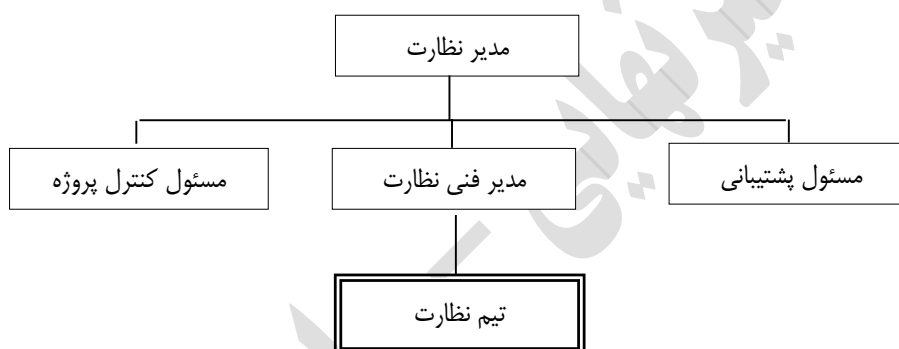 مدیر نظارت
مسئول پشتیبانی
مدیر فنی نظارت
مسئول کنترل پروژه
تیم نظارت